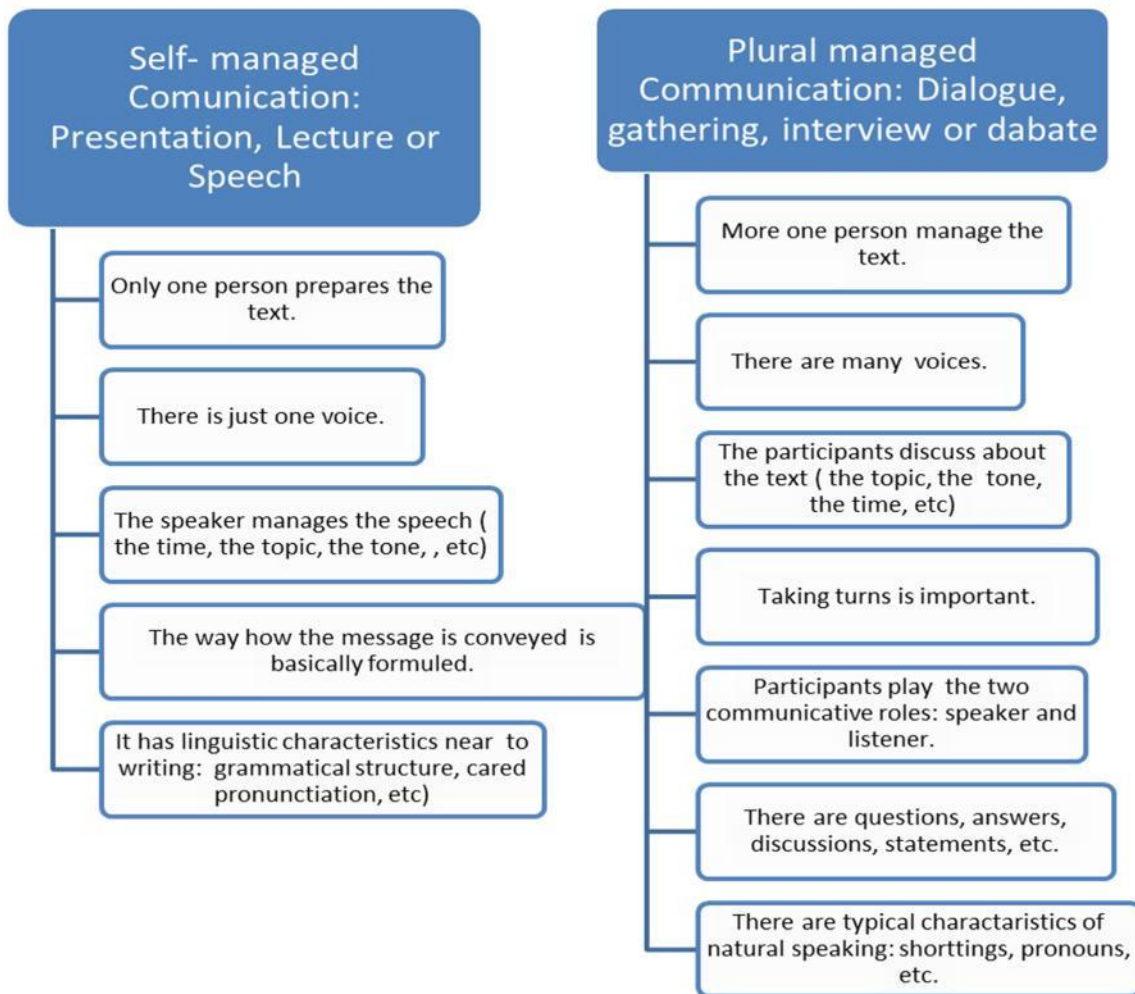 Self- managed
Comunication:
Presentation, Lecture or
Speech
Only one person prepares the
text.
There is just one voice.
The speaker manages the speech (
the time, the topic, the tone, , etc)
The way how the message is conveyed is
basically formuled.
It has linguistic characteristics near to
writing: grammatical structure, cared
pronunctiation, etc)
Plural managed
Communication: Dialogue,
gathering, interview or dabate
More one person manage the
text.
There are many voices.
The participants discuss about
the text ( the topic, the tone,
the time, etc)
Taking turns is important.
Participants play the two
communicative roles: speaker and
listener.
There are questions, answers,
discussions, statements, etc.
There are typical charactaristics of
natural speaking: shorttings, pronouns,
etc.